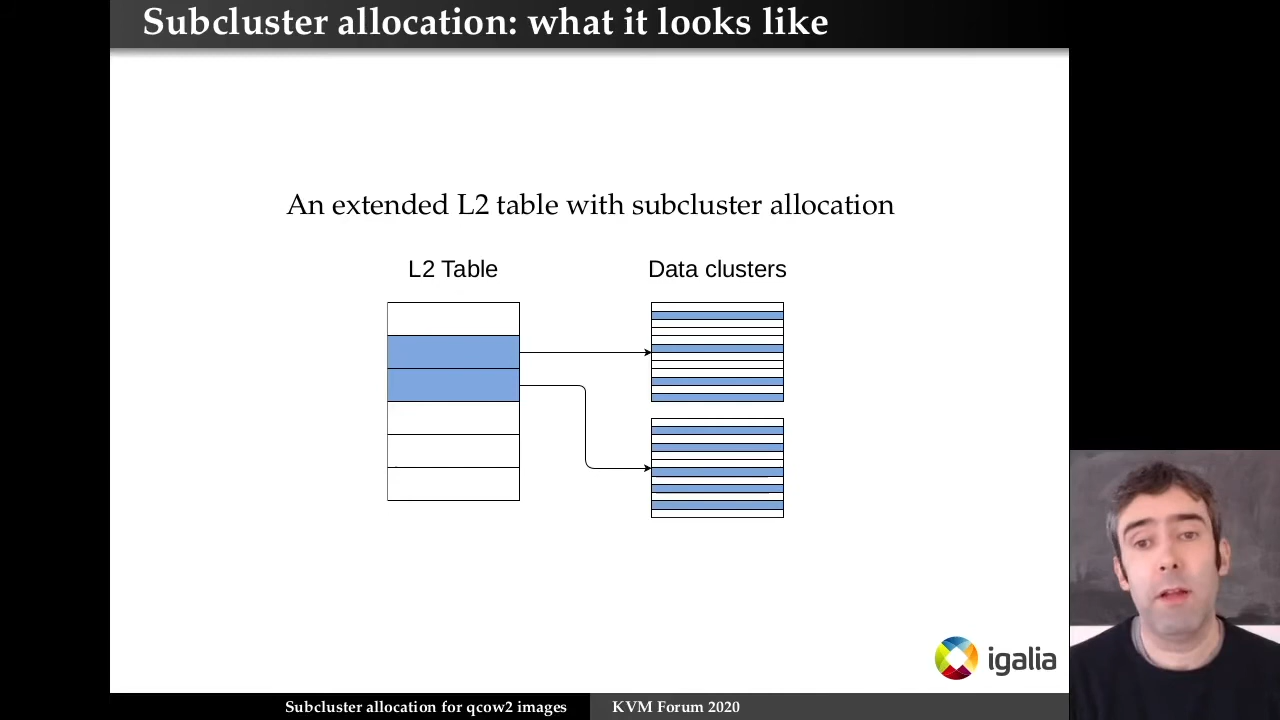 Subcluster allocation: what it looks like
An extended L2 table with subcluster allocation
L2 Table
Data clusters
igalia
Subcluster allocation for qcow2 images
KVM Forum 2020